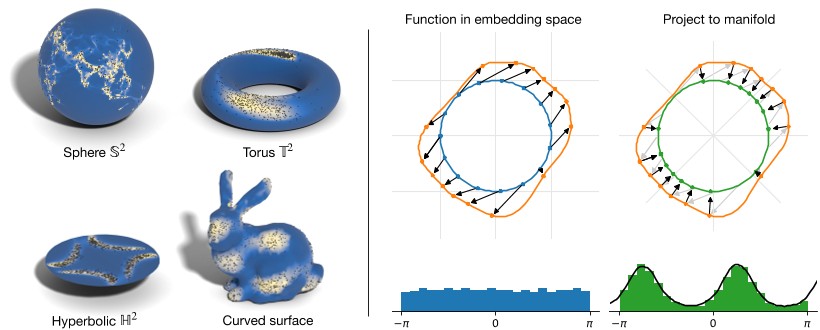 Function in embedding space
Project to manifold
Sphere 𝕊²
Torus 𝕋²
Hyperbolic ℍ²
Curved surface
−π
0
π
−π
0
π